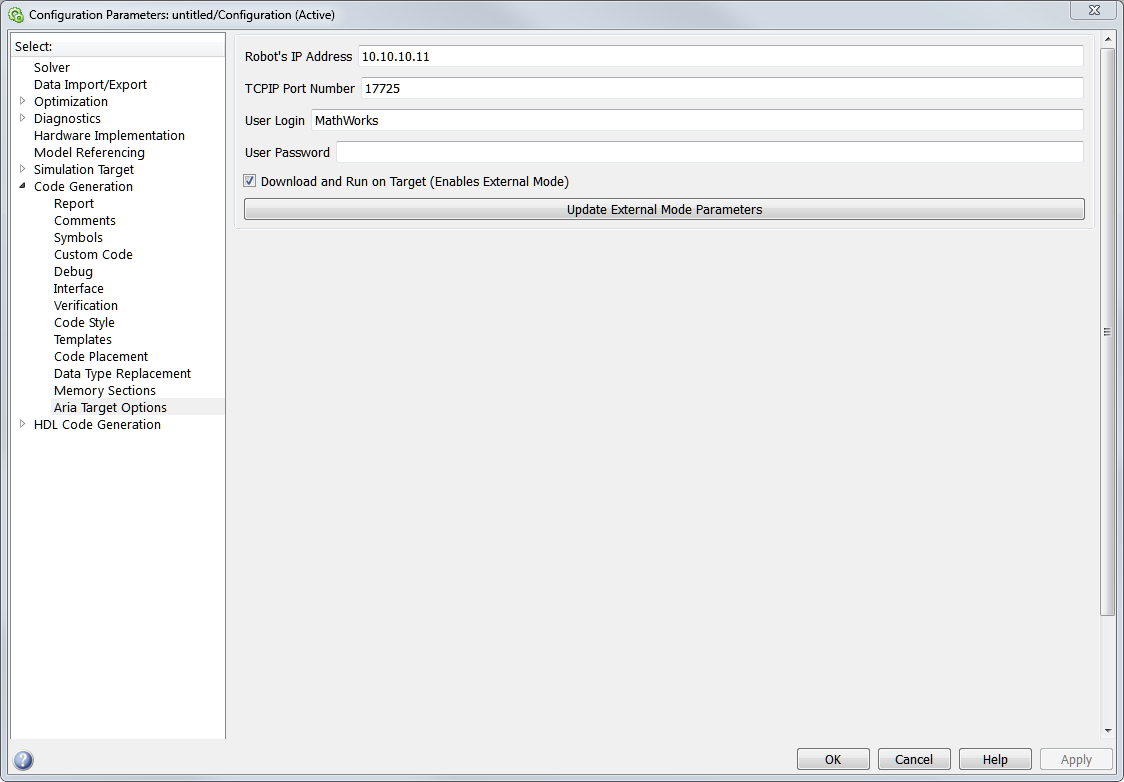 Configuration Parameters: untitled/Configuration (Active)
Select:
Solver
Data Import/Export
Optimization
Diagnostics
Hardware Implementation
Model Referencing
Simulation Target
Code Generation
Report
Comments
Symbols
Custom Code
Debug
Interface
Verification
Code Style
Templates
Code Placement
Data Type Replacement
Memory Sections
Aria Target Options
HDL Code Generation
Robot's IP Address 10.10.10.11
TCPIP Port Number 17725
User Login MathWorks
User Password
Download and Run on Target (Enables External Mode)
Update External Mode Parameters
? OK Cancel Help Apply